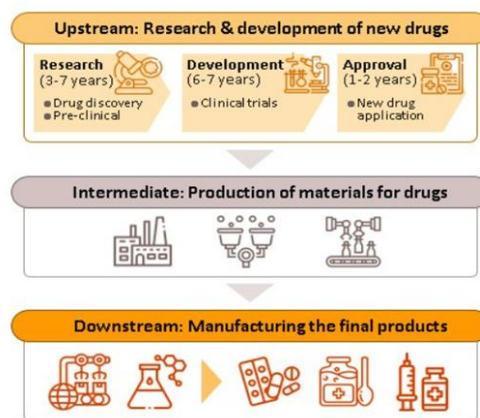 Upstream: Research & development of new drugs
Research
(3-7 years)
Drug discovery
Pre-clinical
Development
(6-7 years)
Clinical trials
Approval
(1-2 years)
New drug
application
Intermediate: Production of materials for drugs
Downstream: Manufacturing the final products